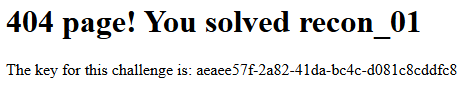 404 page! You solved recon_01
The key for this challenge is: aeaee57f-2a82-41da-bc4c-d081c8cddfc8